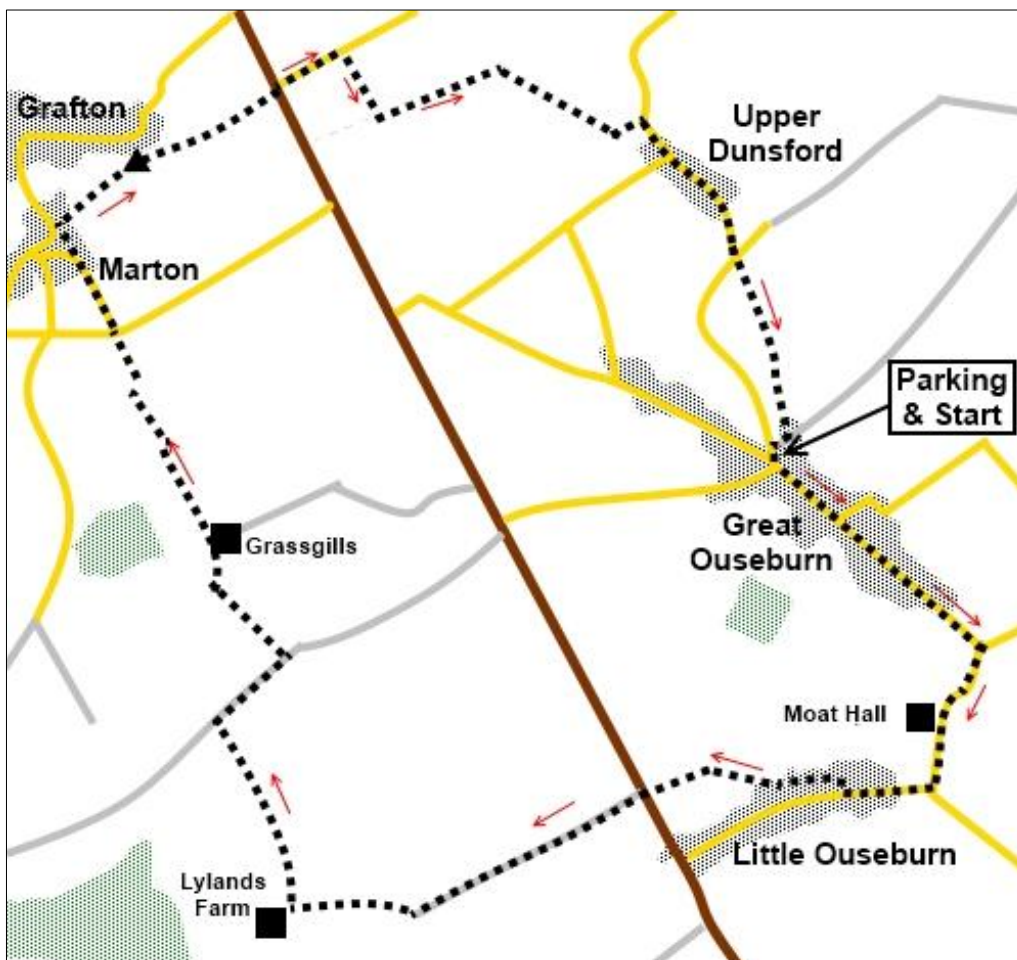 Grafton
Upper
Dunsford
Marton
Parking
& Start
Great
Ouseburn
Grassgills
Moat Hall
Little Ouseburn
Lylands
Farm